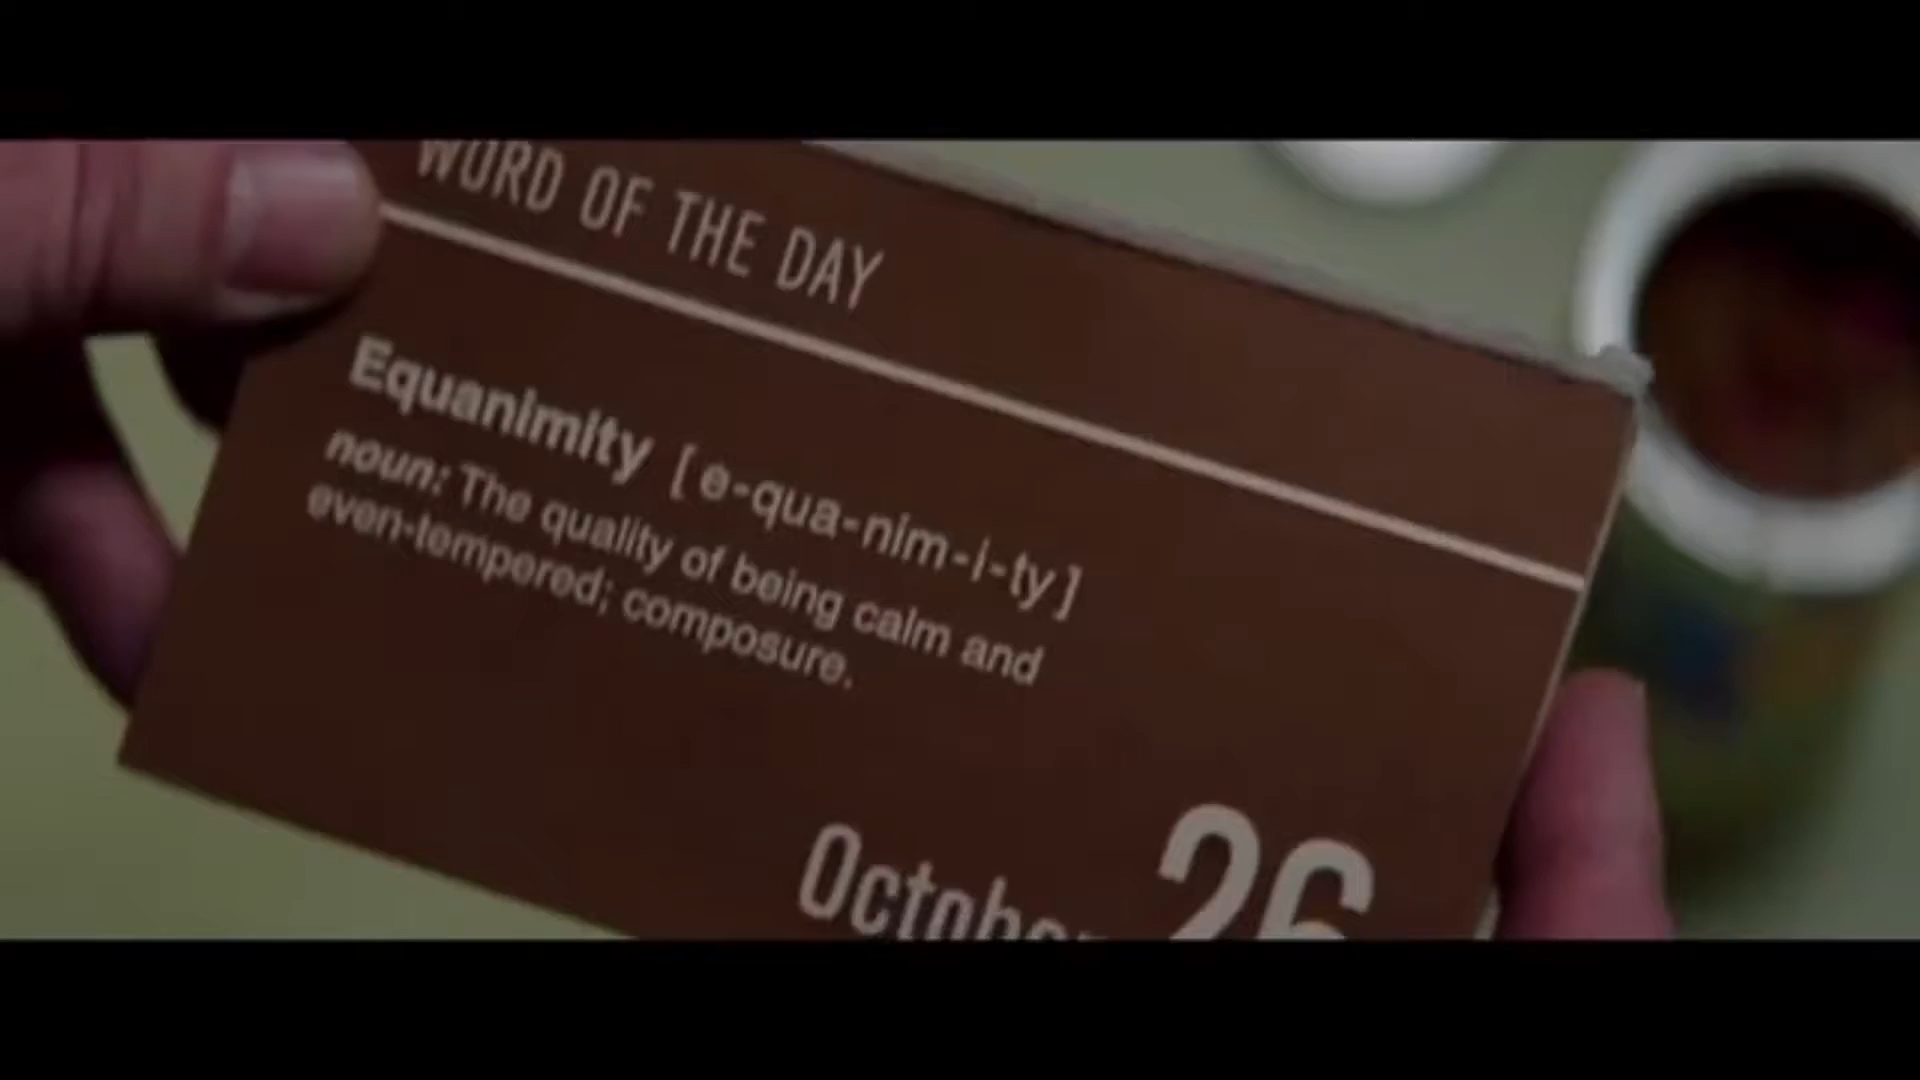 WORD OF THE DAY
Equanimity [e-qua-nim-i-ty]
noun: The quality of being calm and
even-tempered; composure.
October 26